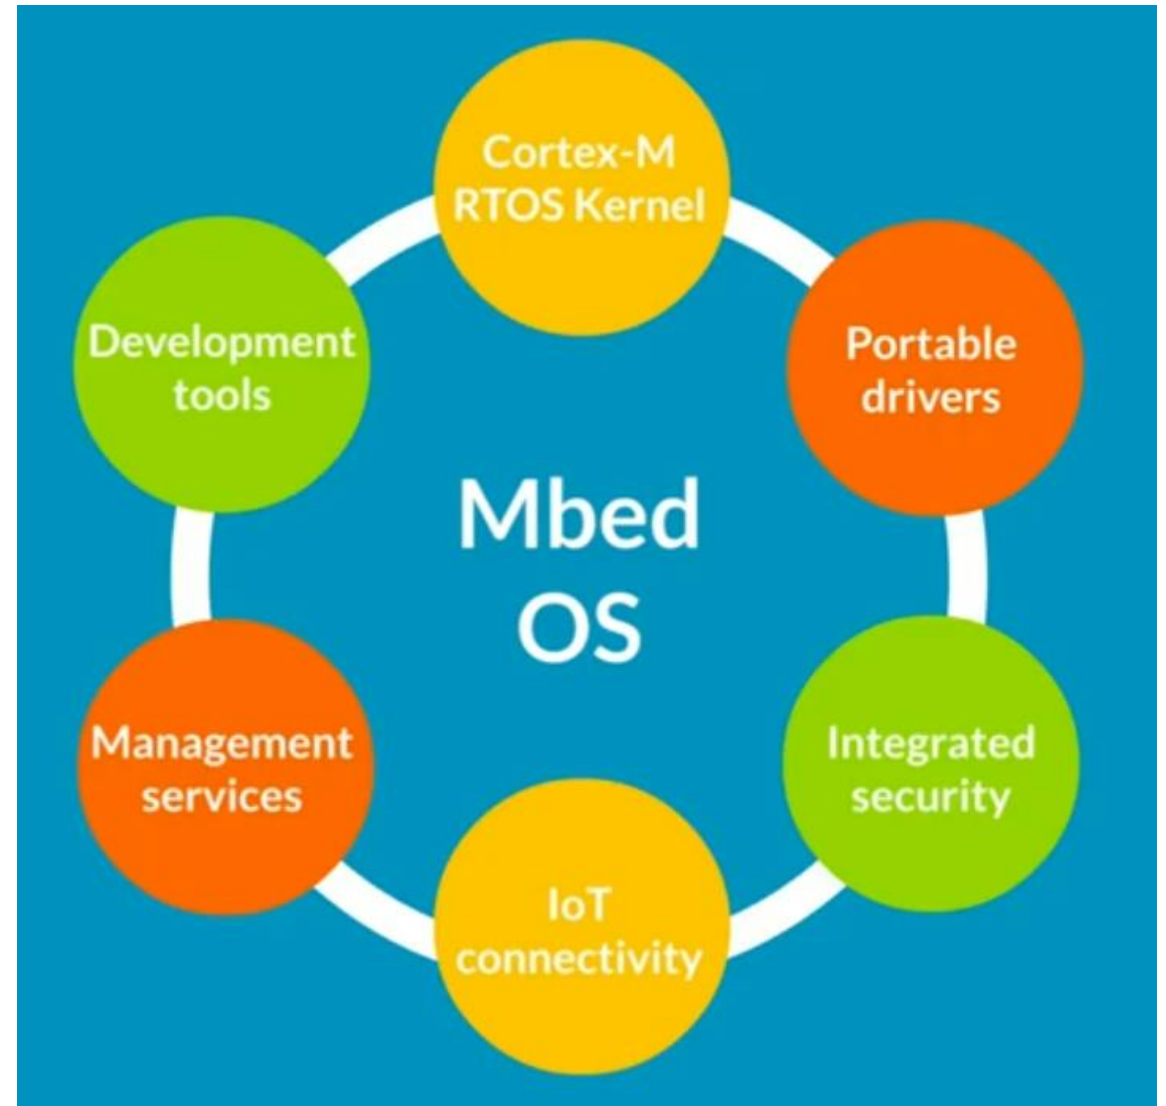 Cortex-M
RTOS Kernel
Development
tools
Portable
drivers
Mbed
OS
Management
services
Integrated
security
IoT
connectivity